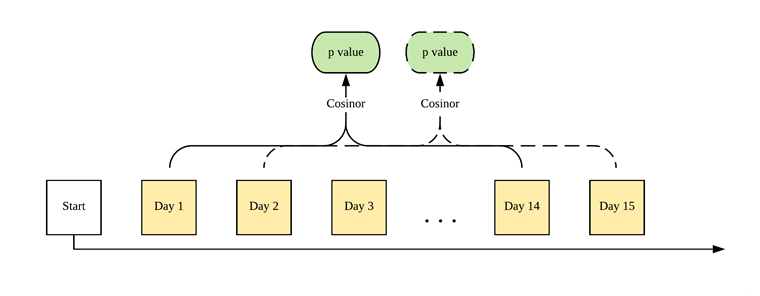 p value
p value
Cosinor
Cosinor
Start
Day 1
Day 2
Day 3
. . .
Day 14
Day 15